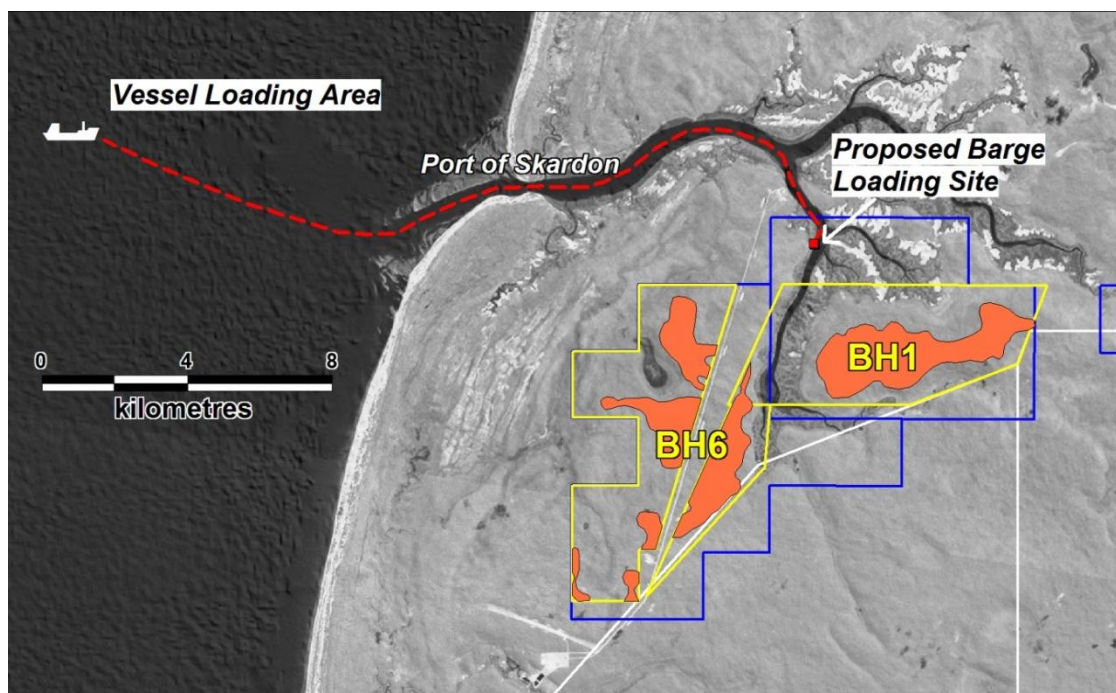 Vessel Loading Area
Port of Skardon
Proposed Barge
Loading Site
BH1
BH6
0 4 8
kilometres